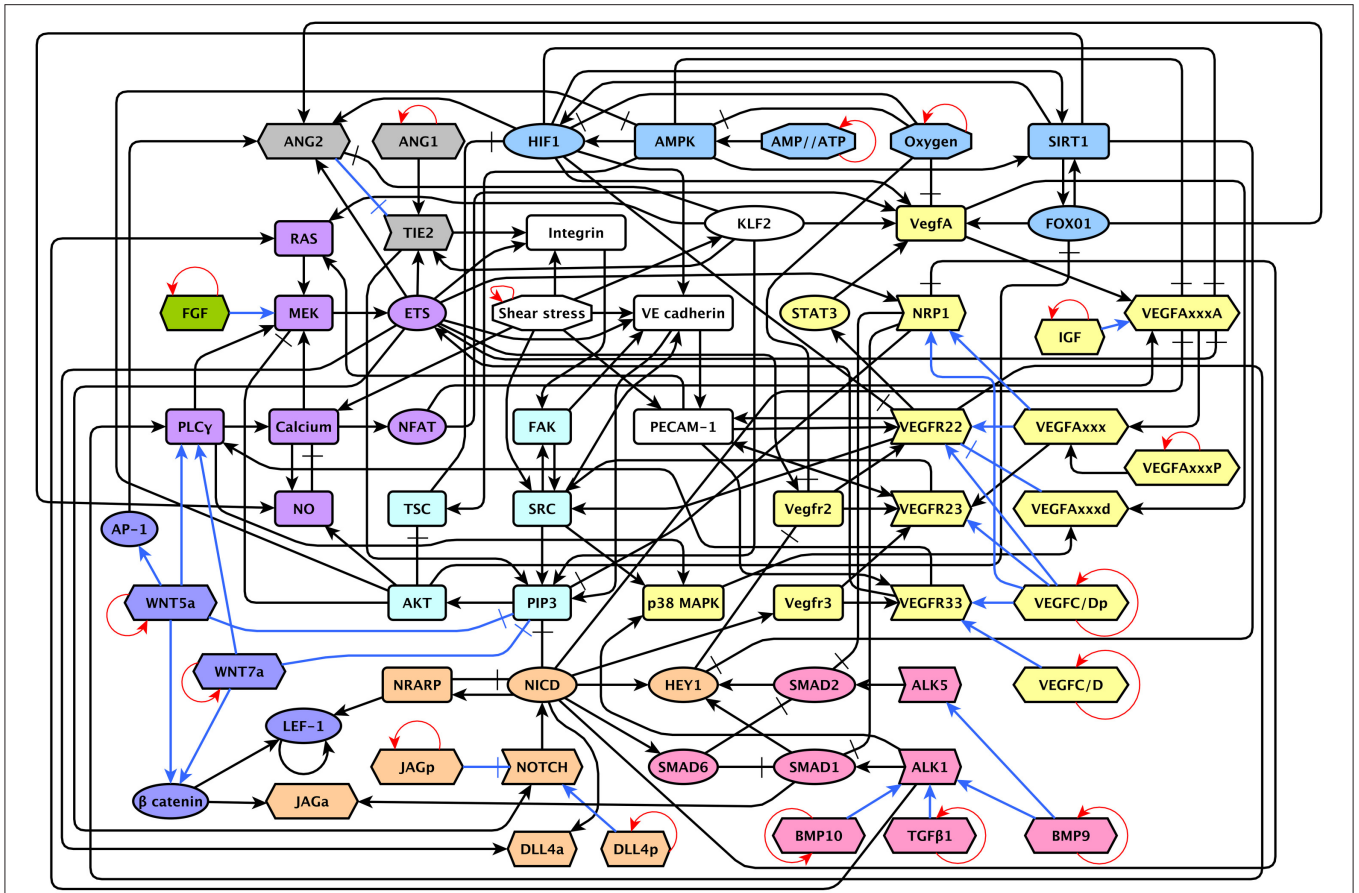 ANG2
ANG1
HIF1
AMPK
AMP//ATP
Oxygen
SIRT1
RAS
TIE2
Integrin
KLF2
VegfA
FOX01
FGF
MEK
ETS
Shear stress
VE cadherin
STAT3
NRP1
IGF
VEGFAxxxA
PLCγ
Calcium
NFAT
FAK
PECAM-1
VEGFR22
VEGFAxxx
VEGFAxxxP
AP-1
NO
TSC
SRC
Vegfr2
VEGFR23
VEGFAxxxd
WNT5a
AKT
PIP3
p38 MAPK
Vegfr3
VEGFR33
VEGFC/Dp
WNT7a
NRARP
NICD
HEY1
SMAD2
ALK5
VEGFC/D
LEF-1
JAGp
NOTCH
SMAD6
SMAD1
ALK1
β catenin
JAGa
DLL4a
DLL4p
BMP10
TGFβ1
BMP9